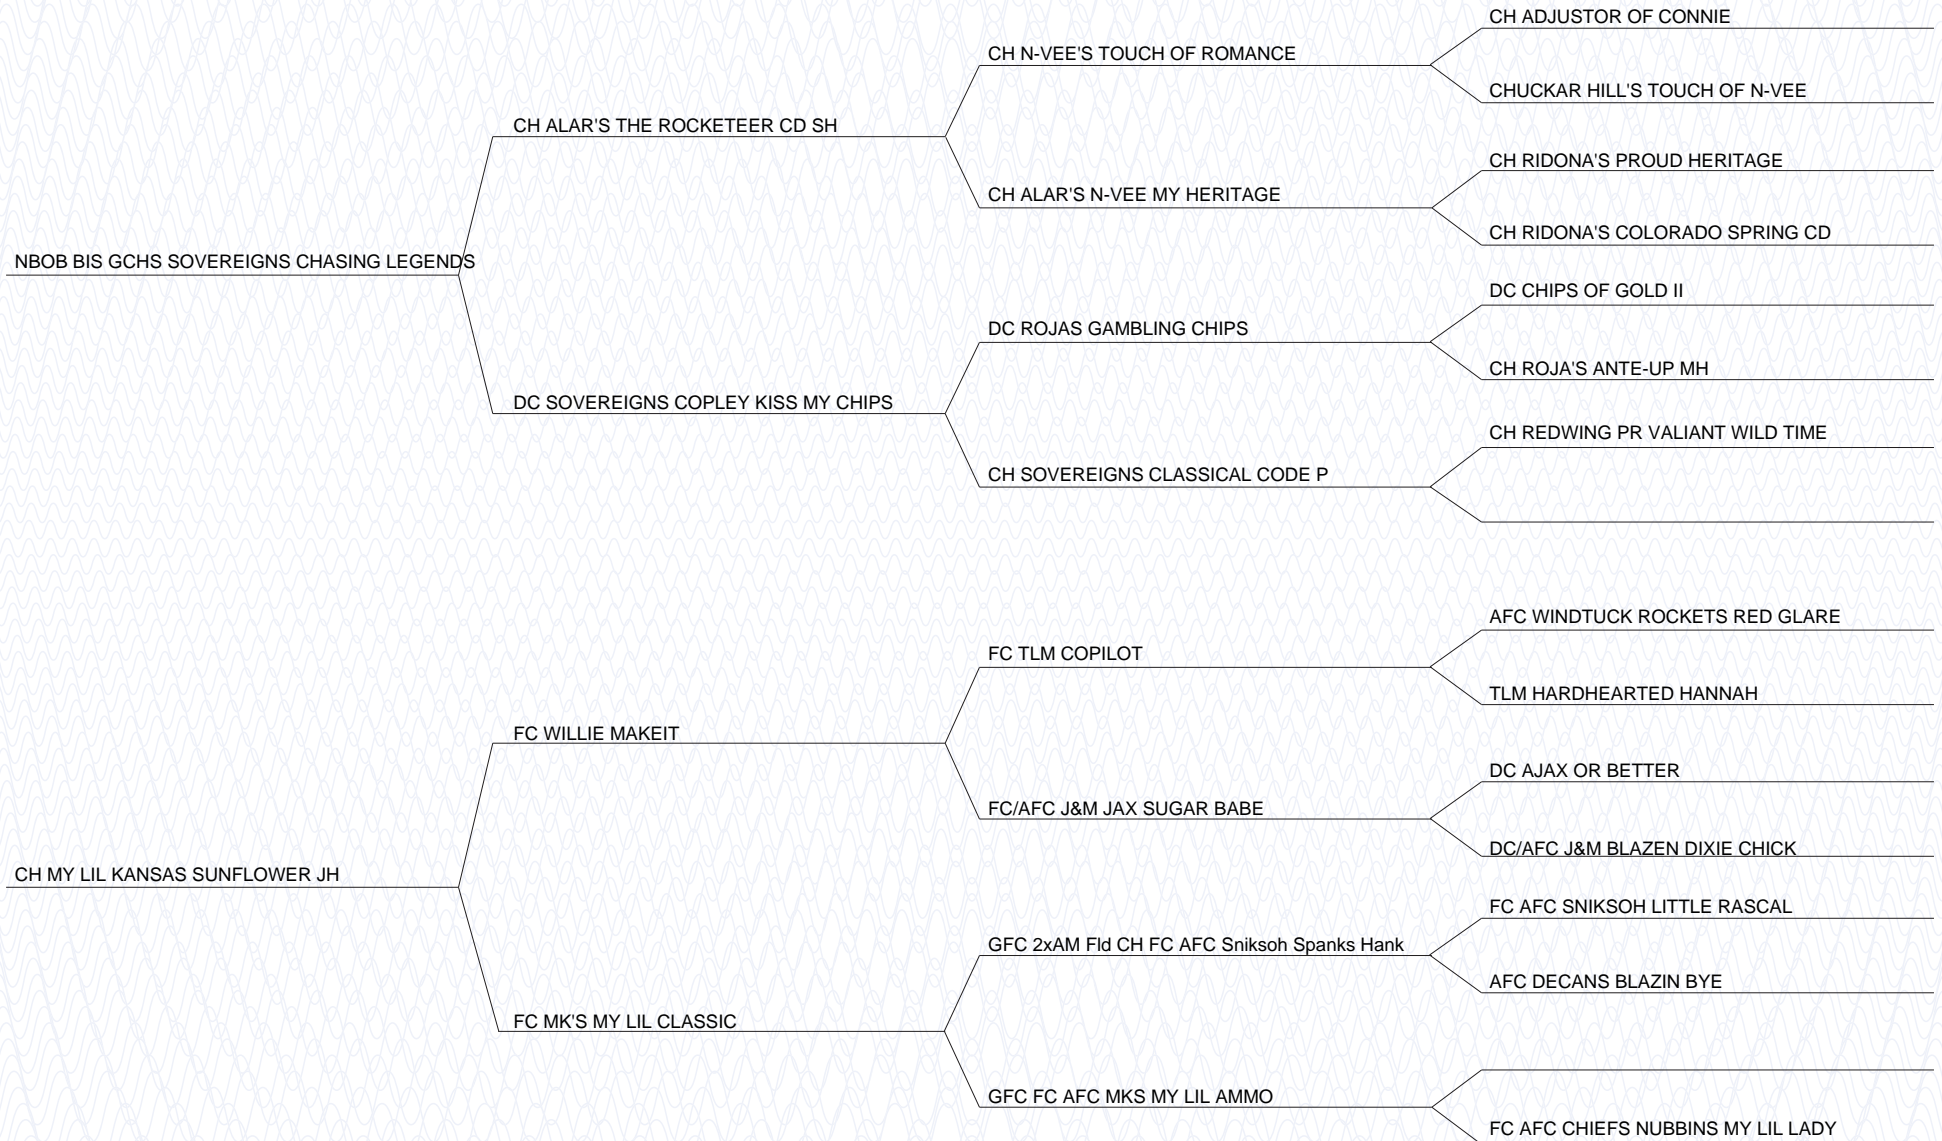 CH ADJUSTOR OF CONNIE
CH N-VEE'S TOUCH OF ROMANCE
CHUCKAR HILL'S TOUCH OF N-VEE
CH ALAR'S THE ROCKETEER CD SH
CH RIDONA'S PROUD HERITAGE
CH ALAR'S N-VEE MY HERITAGE
CH RIDONA'S COLORADO SPRING CD
NBOB BIS GCHS SOVEREIGNS CHASING LEGENDS
DC CHIPS OF GOLD II
DC ROJAS GAMBLING CHIPS
CH ROJA'S ANTE-UP MH
DC SOVEREIGNS COPLEY KISS MY CHIPS
CH REDWING PR VALIANT WILD TIME
CH SOVEREIGNS CLASSICAL CODE P
AFC WINDTUCK ROCKETS RED GLARE
FC TLM COPILOT
TLM HARDHEARTED HANNAH
FC WILLIE MAKEIT
DC AJAX OR BETTER
FC/AFC J&M JAX SUGAR BABE
DC/AFC J&M BLAZEN DIXIE CHICK
CH MY LIL KANSAS SUNFLOWER JH
FC AFC SNIKSOH LITTLE RASCAL
GFC 2xAM Fld CH FC AFC Sniksoh Spanks Hank
AFC DECANS BLAZIN BYE
FC MK'S MY LIL CLASSIC
GFC FC AFC MKS MY LIL AMMO
FC AFC CHIEFS NUBBINS MY LIL LADY